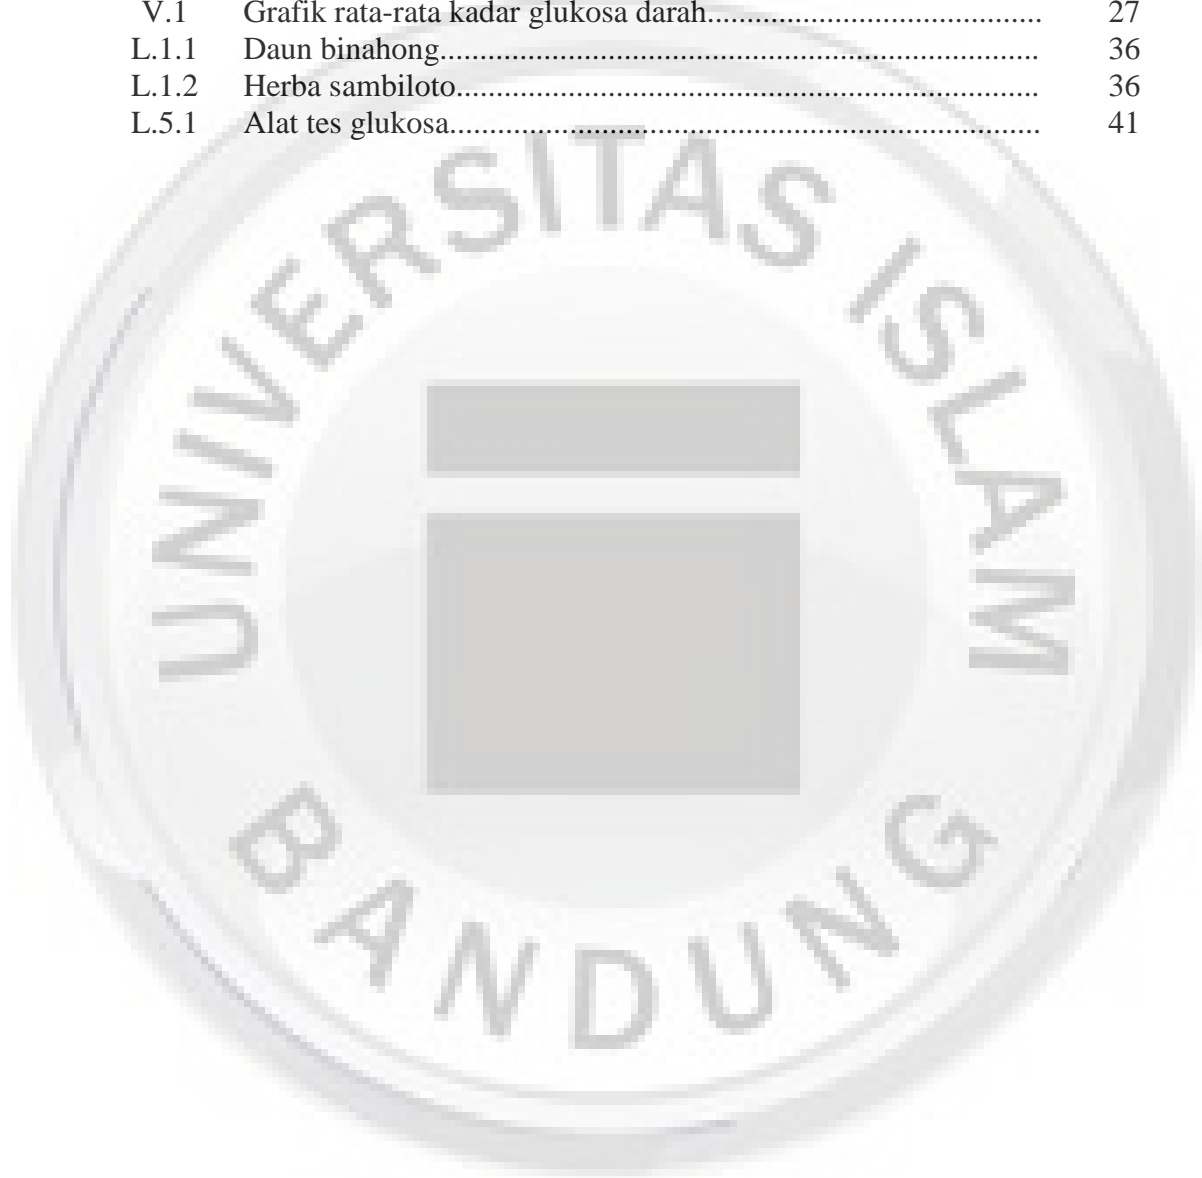 V.1 Grafik rata-rata kadar glukosa darah........................................ 27
L.1.1 Daun binahong......................................................................... 36
L.1.2 Herba sambiloto....................................................................... 36
L.5.1 Alat tes glukosa........................................................................ 41
UNIVERSITAS ISLAM
BANDUNG